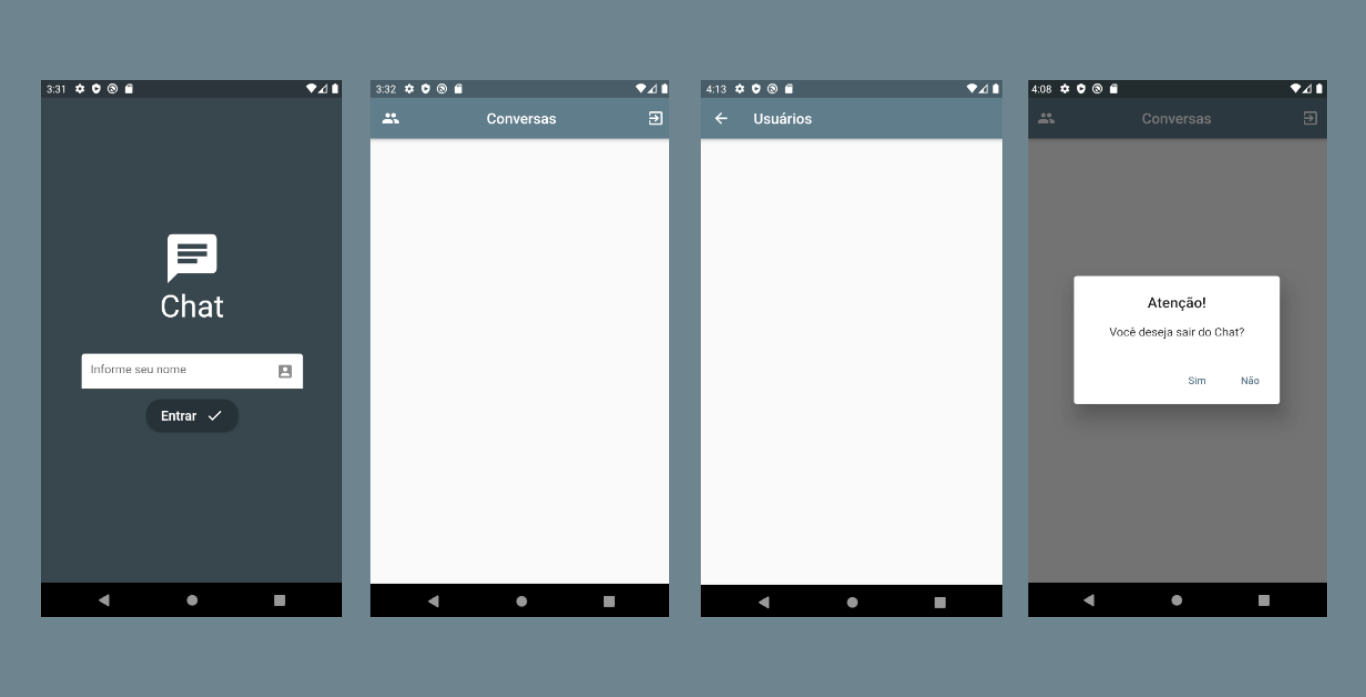 3:31
Chat
Informe seu nome
Entrar
3:32
Conversas
4:13
Usuários
4:08
Conversas
Atenção!
Você deseja sair do Chat?
Sim Não